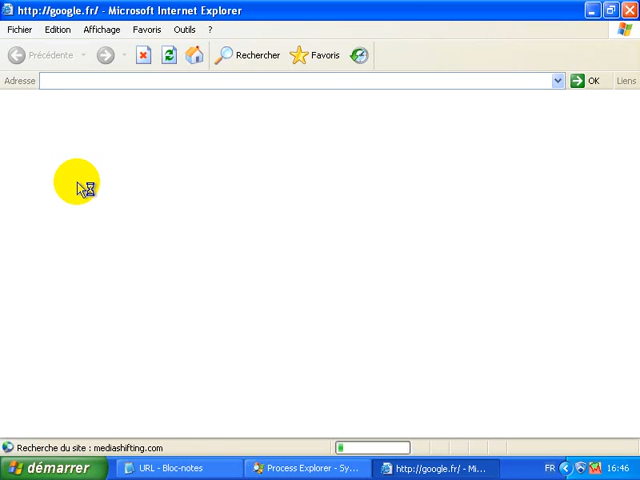 http://google.fr/ - Microsoft Internet Explorer
Fichier Edition Affichage Favoris Outils ?
Précédente Rechercher Favoris
Adresse OK Liens
Recherche du site : mediashifting.com
démarrer URL - Bloc-notes Process Explorer - Sy... http://google.fr/ - Mi... FR 16:46